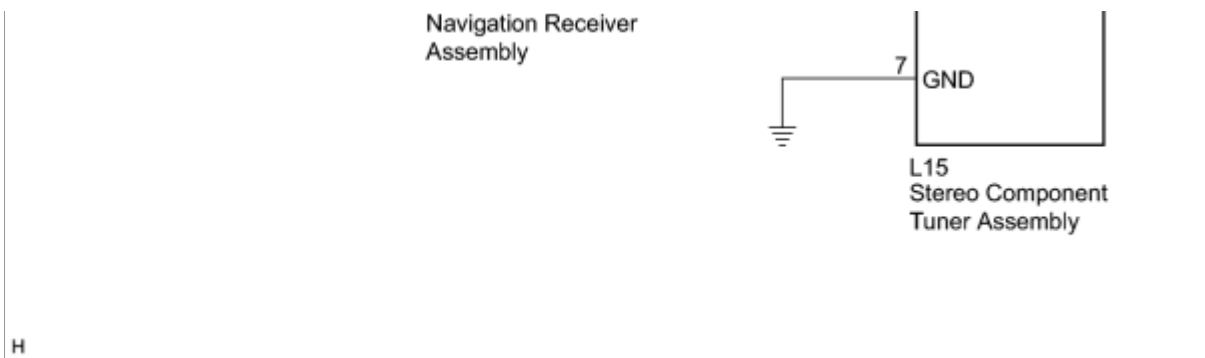 Navigation Receiver
Assembly
7
GND
L15
Stereo Component
Tuner Assembly
H